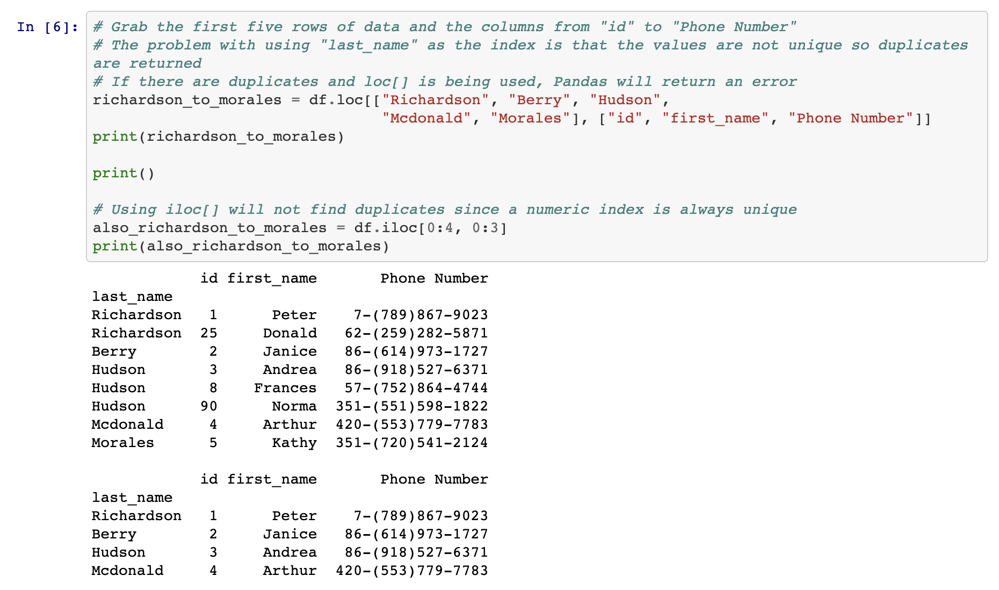 In [6]: # Grab the first five rows of data and the columns from "id" to "Phone Number"
# The problem with using "last_name" as the index is that the values are not unique so duplicates
are returned
# If there are duplicates and loc[] is being used, Pandas will return an error
richardson_to_morales = df.loc[["Richardson", "Berry", "Hudson",
                                "Mcdonald", "Morales"], ["id", "first_name", "Phone Number"]]
print(richardson_to_morales)

print()

# Using iloc[] will not find duplicates since a numeric index is always unique
also_richardson_to_morales = df.iloc[0:4, 0:3]
print(also_richardson_to_morales)
            id first_name       Phone Number
last_name
Richardson   1      Peter    7-(789)867-9023
Richardson  25     Donald   62-(259)282-5871
Berry        2     Janice   86-(614)973-1727
Hudson       3     Andrea   86-(918)527-6371
Hudson       8    Frances   57-(752)864-4744
Hudson      90      Norma  351-(551)598-1822
Mcdonald     4     Arthur  420-(553)779-7783
Morales      5      Kathy  351-(720)541-2124

            id first_name       Phone Number
last_name
Richardson   1      Peter    7-(789)867-9023
Berry        2     Janice   86-(614)973-1727
Hudson       3     Andrea   86-(918)527-6371
Mcdonald     4     Arthur  420-(553)779-7783